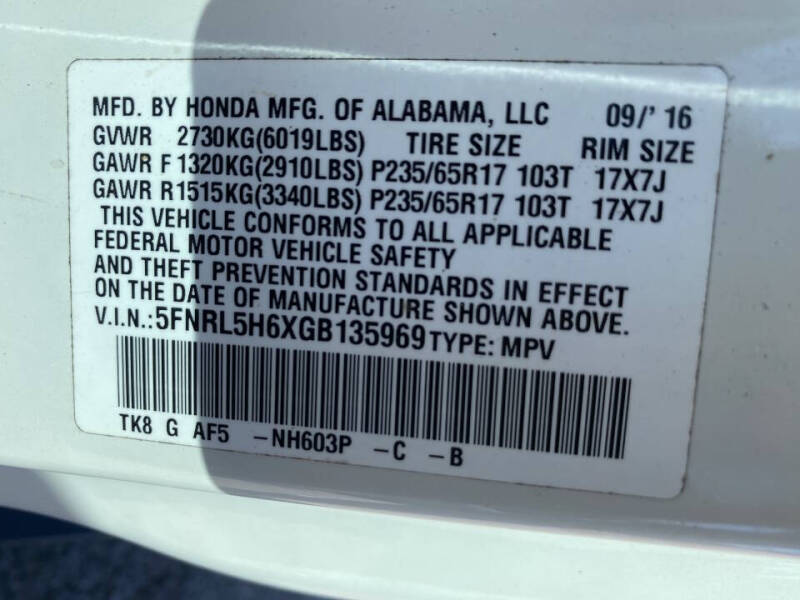 MFD. BY HONDA MFG. OF ALABAMA, LLC 09/' 16
GVWR 2730KG(6019LBS) TIRE SIZE RIM SIZE
GAWR F 1320KG(2910LBS) P235/65R17 103T 17X7J
GAWR R1515KG(3340LBS) P235/65R17 103T 17X7J
THIS VEHICLE CONFORMS TO ALL APPLICABLE
FEDERAL MOTOR VEHICLE SAFETY
AND THEFT PREVENTION STANDARDS IN EFFECT
ON THE DATE OF MANUFACTURE SHOWN ABOVE.
V.I.N.:5FNRL5H6XGB135969 TYPE: MPV
TK8 G AF5 -NH603P -C -B